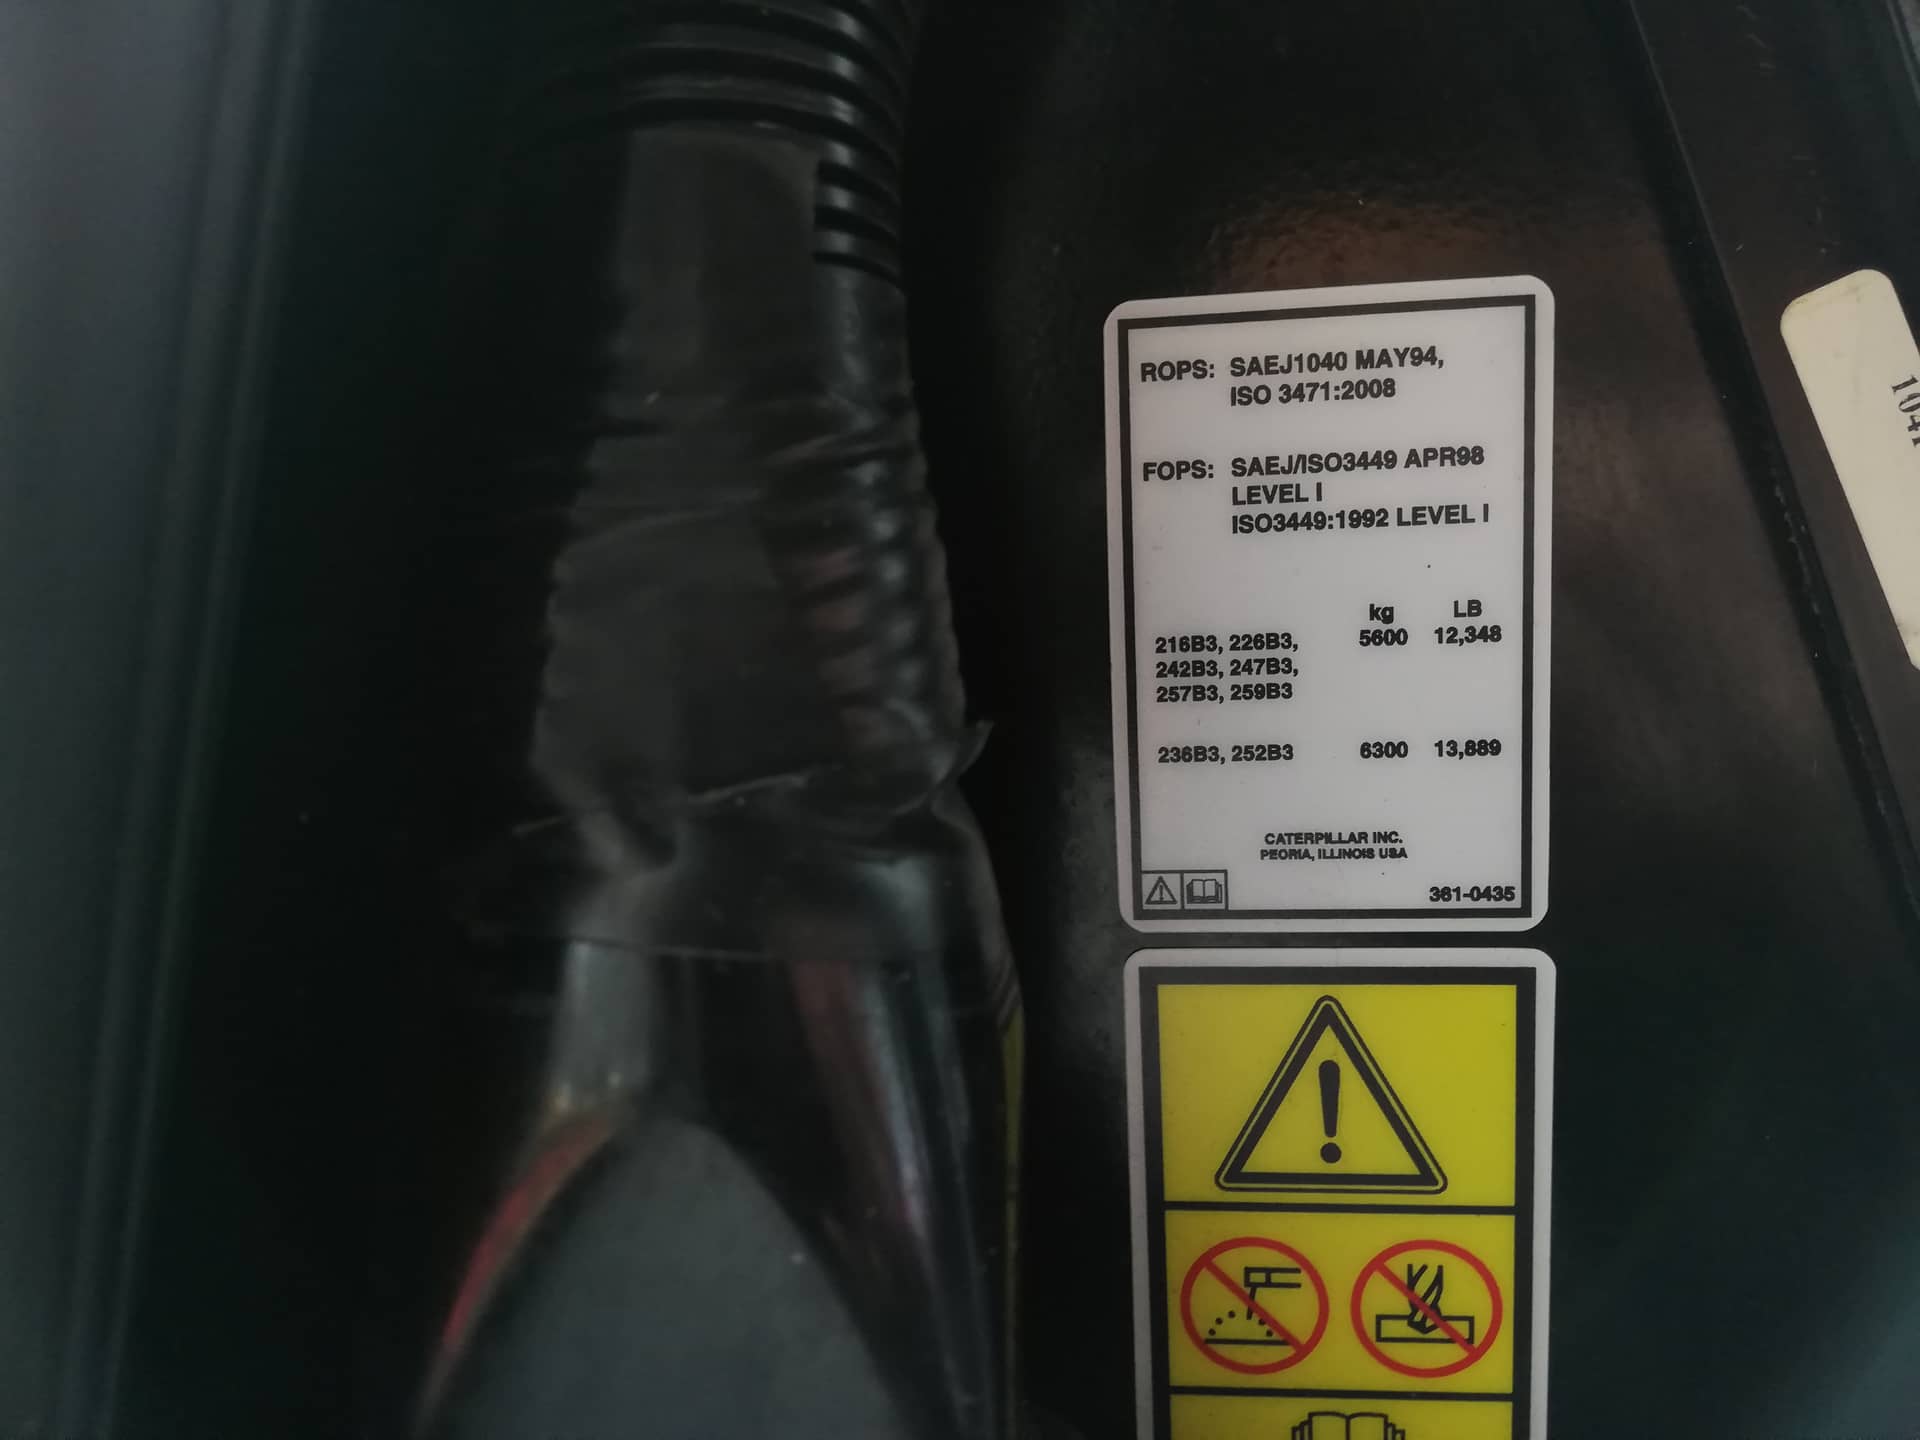 ROPS: SAEJ1040 MAY94,
ISO 3471:2008
FOPS: SAEJ/ISO3449 APR98
LEVEL I
ISO3449:1992 LEVEL I
kg LB
216B3, 226B3, 5600 12,348
242B3, 247B3,
257B3, 259B3
236B3, 252B3 6300 13,889
CATERPILLAR INC.
PEORIA, ILLINOIS USA
361-0435